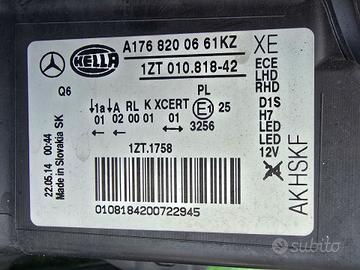 HELLA
A176 820 06 61KZ
1ZT 010.818-42
XE
ECE
LHD
RHD
D1S
H7
LED
LED
12V
Q6
PL
1a A RL K XCERT
E1 25
01 02 00 01 01
3256
1ZT.1758
22.05.14 00:44
Made in Slovakia SK
0108184200722945
AKHSKF
subito